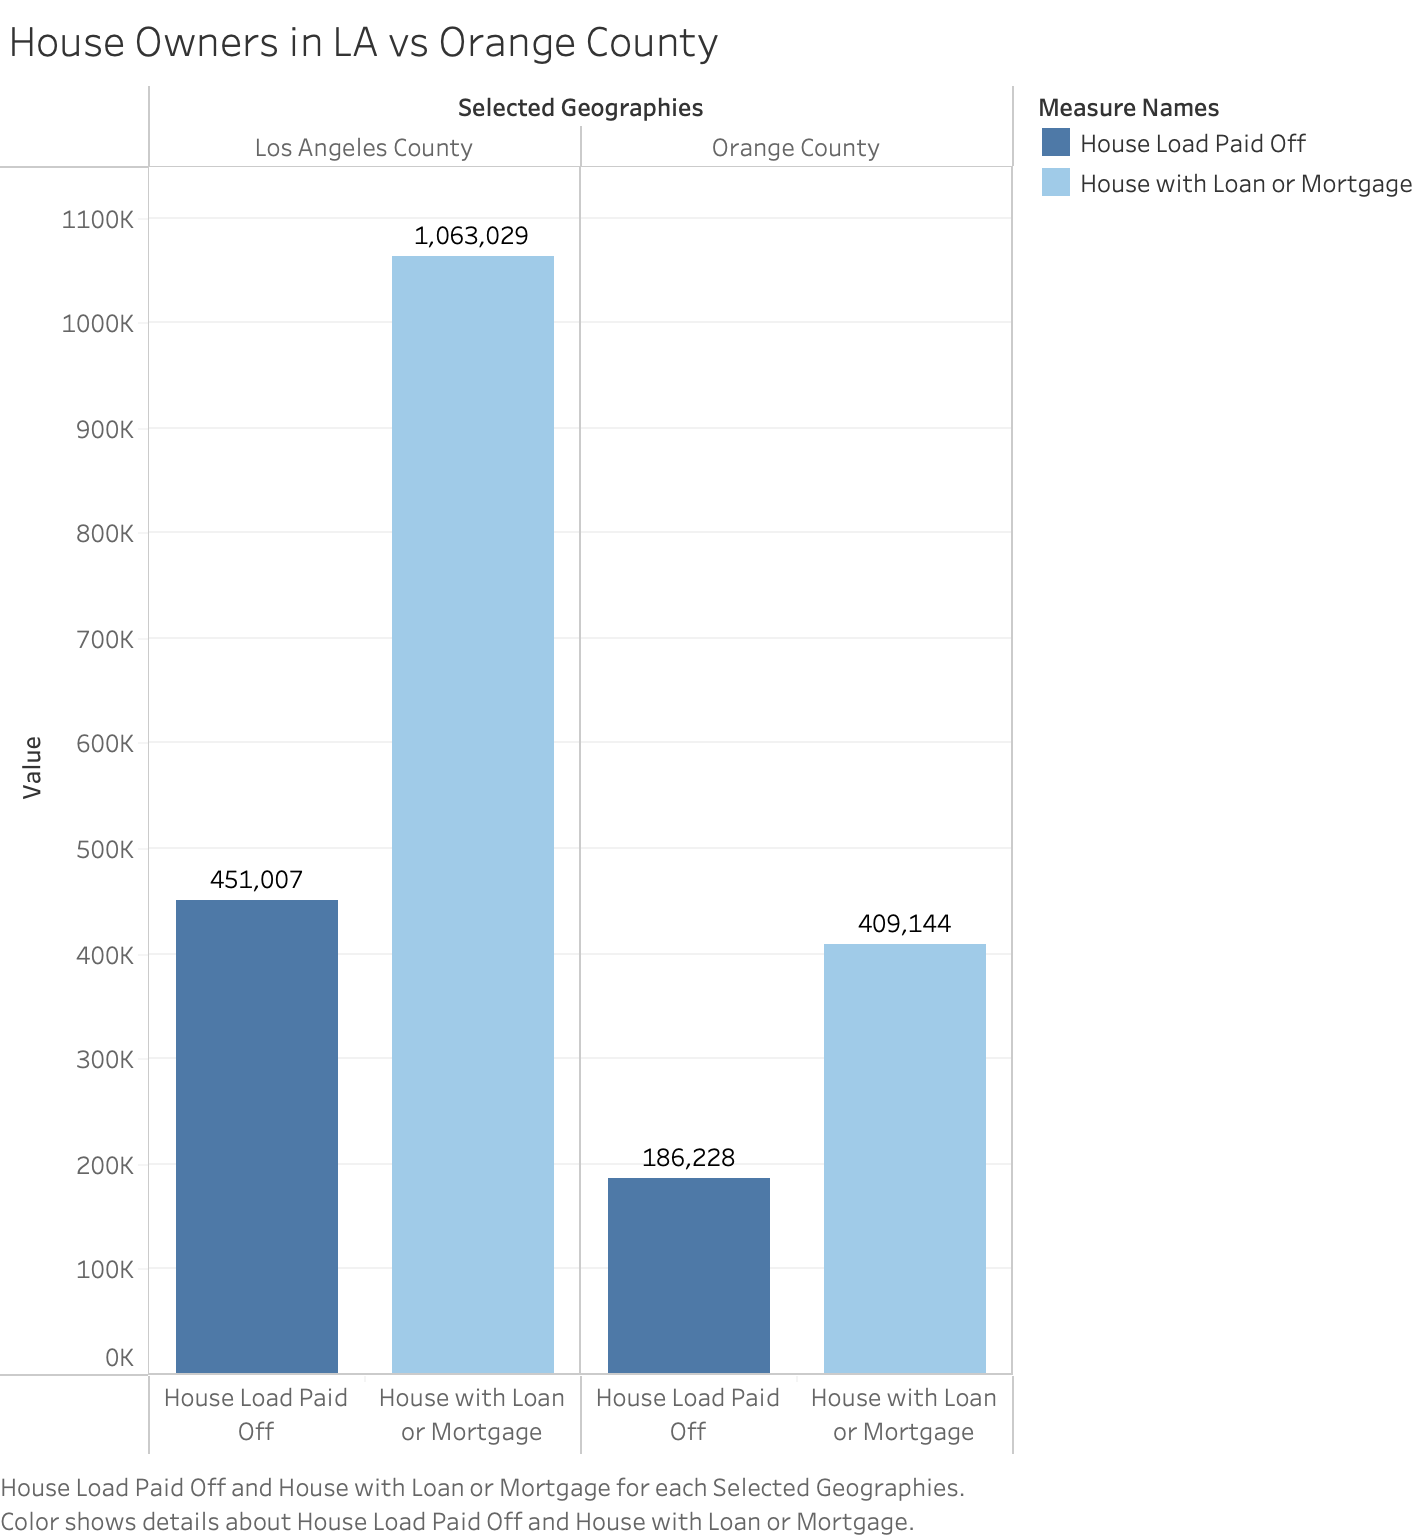 House Owners in LA vs Orange County
Selected Geographies
Los Angeles County
Orange County
Measure Names
House Load Paid Off
House with Loan or Mortgage
Value
1100K
1000K
900K
800K
700K
600K
500K
400K
300K
200K
100K
0K
451,007
1,063,029
186,228
409,144
House Load Paid
Off
House with Loan
or Mortgage
House Load Paid
Off
House with Loan
or Mortgage
House Load Paid Off and House with Loan or Mortgage for each Selected Geographies.
Color shows details about House Load Paid Off and House with Loan or Mortgage.